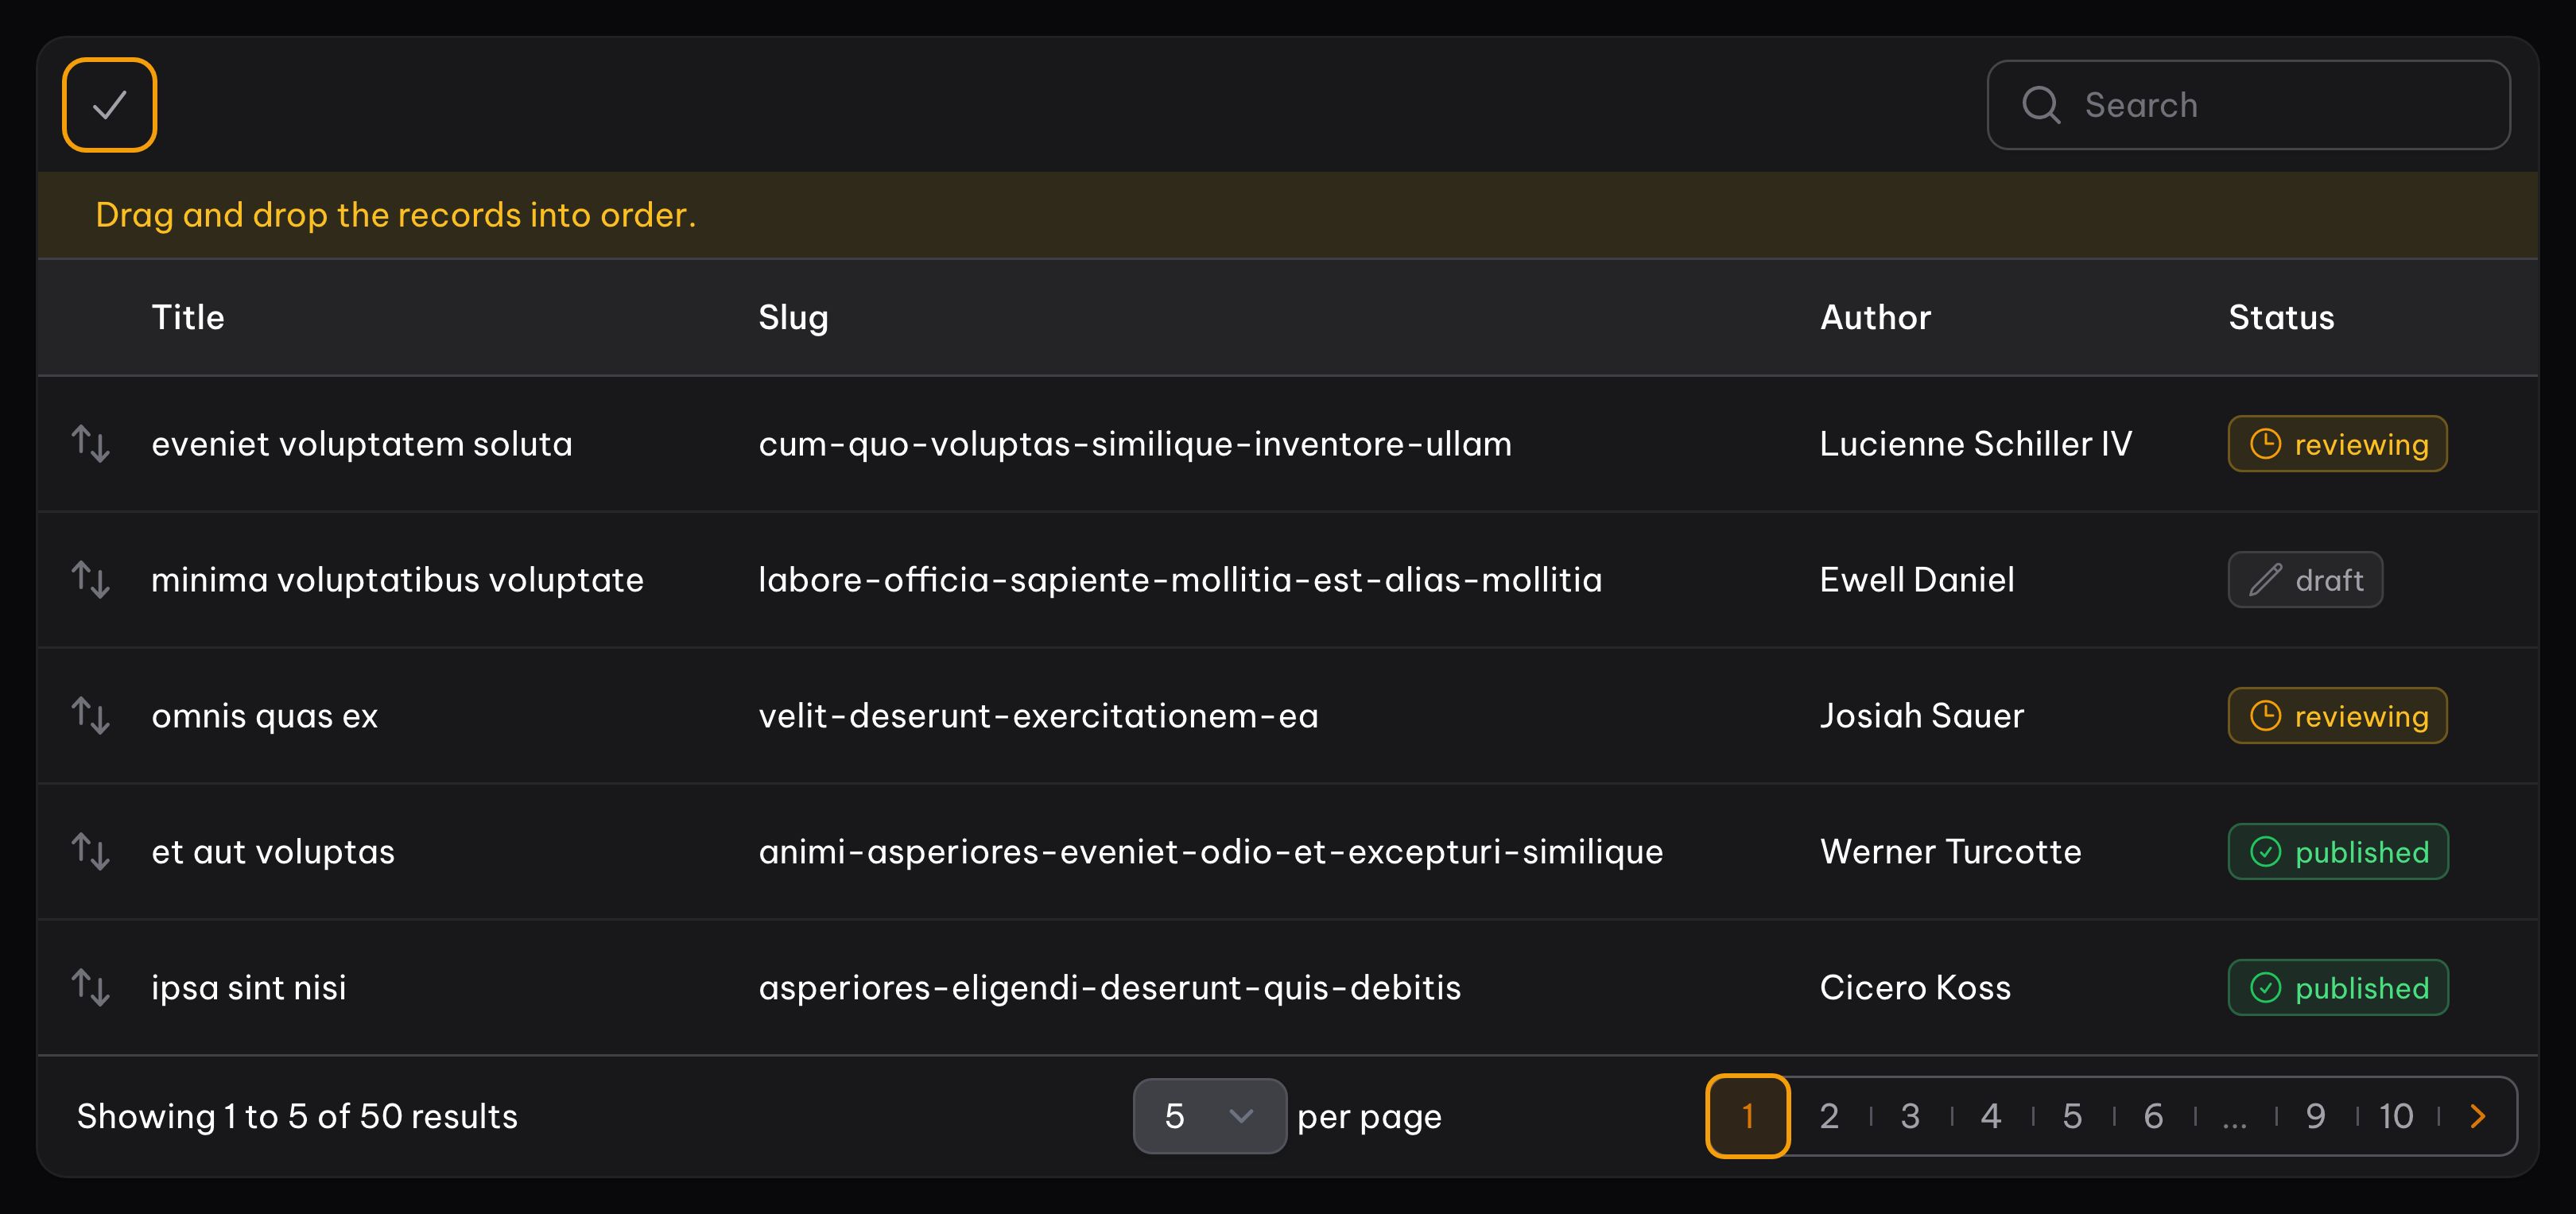 Search
Drag and drop the records into order.
Title Slug Author Status
eveniet voluptatem soluta cum-quo-voluptas-similique-inventore-ullam Lucienne Schiller IV reviewing
minima voluptatibus voluptate labore-officia-sapiente-mollitia-est-alias-mollitia Ewell Daniel draft
omnis quas ex velit-deserunt-exercitationem-ea Josiah Sauer reviewing
et aut voluptas animi-asperiores-eveniet-odio-et-excepturi-similique Werner Turcotte published
ipsa sint nisi asperiores-eligendi-deserunt-quis-debitis Cicero Koss published
Showing 1 to 5 of 50 results 5 per page 1 2 3 4 5 6 ... 9 10